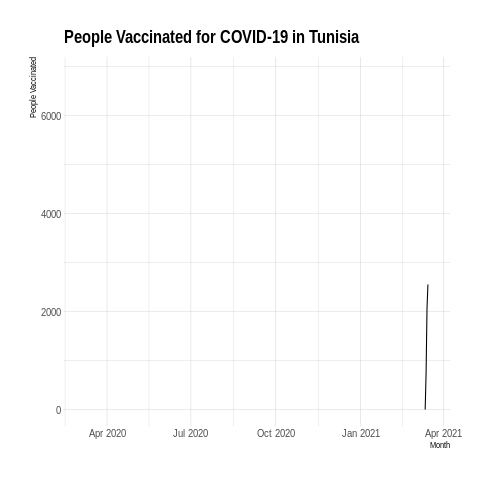 People Vaccinated for COVID-19 in Tunisia
People Vaccinated
6000
4000
2000
0
Apr 2020 Jul 2020 Oct 2020 Jan 2021 Apr 2021
Month